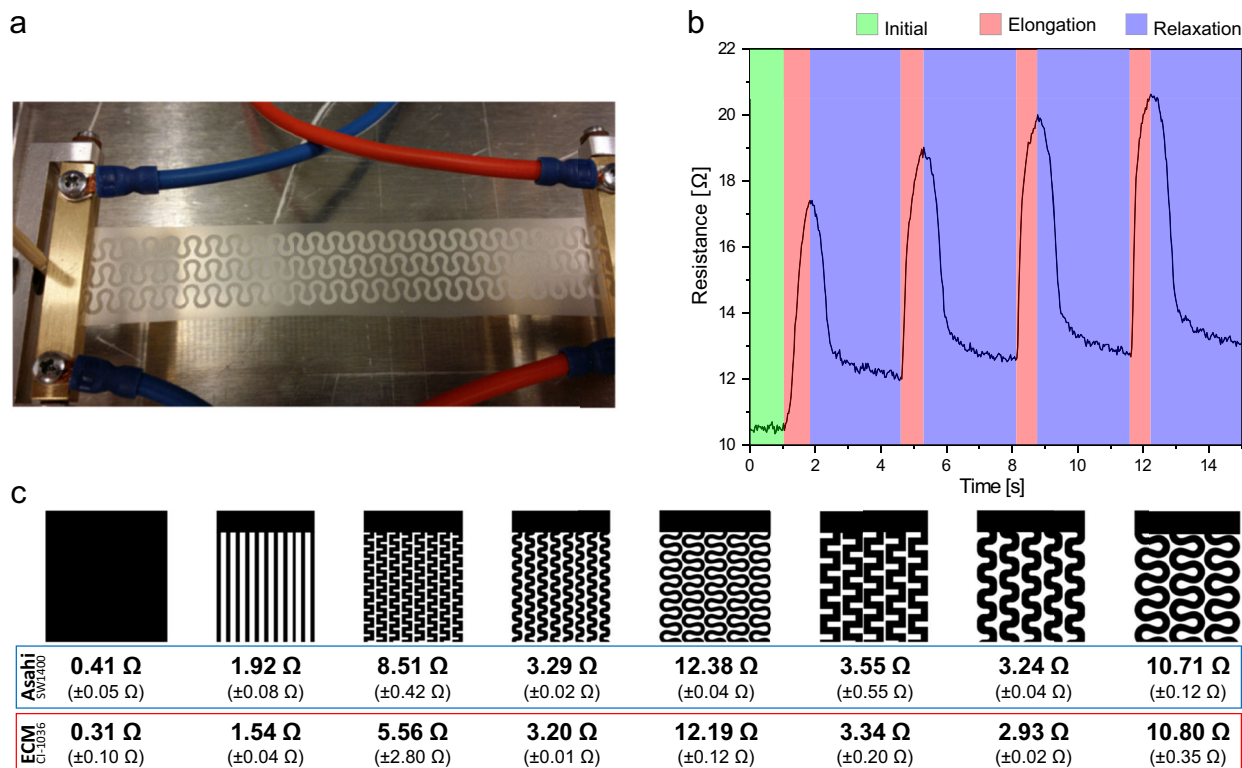 a
b
Initial
Elongation
Relaxation
22
20
18
16
14
12
10
Resistance [Ω]
0
2
4
6
8
10
12
14
Time [s]
c
Asahi
SW1400
0.41 Ω 1.92 Ω 8.51 Ω 3.29 Ω 12.38 Ω 3.55 Ω 3.24 Ω 10.71 Ω
(±0.05 Ω) (±0.08 Ω) (±0.42 Ω) (±0.02 Ω) (±0.04 Ω) (±0.55 Ω) (±0.04 Ω) (±0.12 Ω)
ECM
CI-1036
0.31 Ω 1.54 Ω 5.56 Ω 3.20 Ω 12.19 Ω 3.34 Ω 2.93 Ω 10.80 Ω
(±0.10 Ω) (±0.04 Ω) (±2.80 Ω) (±0.01 Ω) (±0.12 Ω) (±0.20 Ω) (±0.02 Ω) (±0.35 Ω)